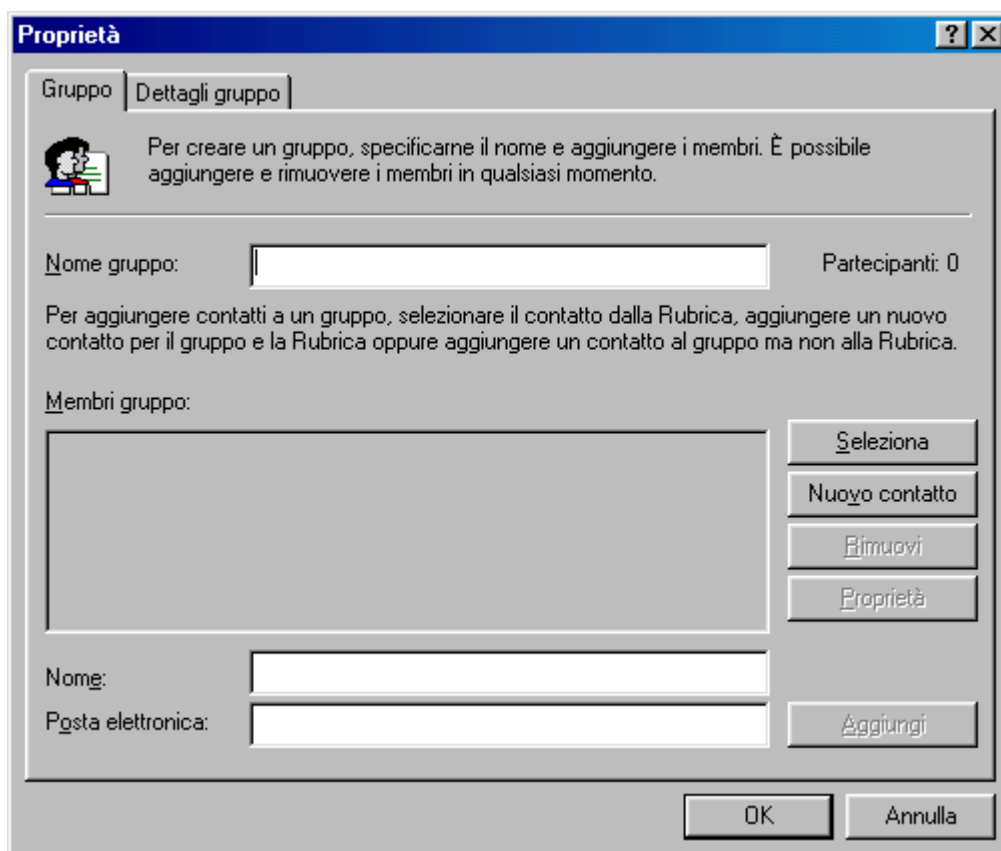 Proprietà
Gruppo
Dettagli gruppo
Per creare un gruppo, specificarne il nome e aggiungere i membri. È possibile
aggiungere e rimuovere i membri in qualsiasi momento.
Nome gruppo:
Partecipanti: 0
Per aggiungere contatti a un gruppo, selezionare il contatto dalla Rubrica, aggiungere un nuovo
contatto per il gruppo e la Rubrica oppure aggiungere un contatto al gruppo ma non alla Rubrica.
Membri gruppo:
Seleziona
Nuovo contatto
Rimuovi
Proprietà
Nome:
Posta elettronica:
Aggiungi
OK
Annulla